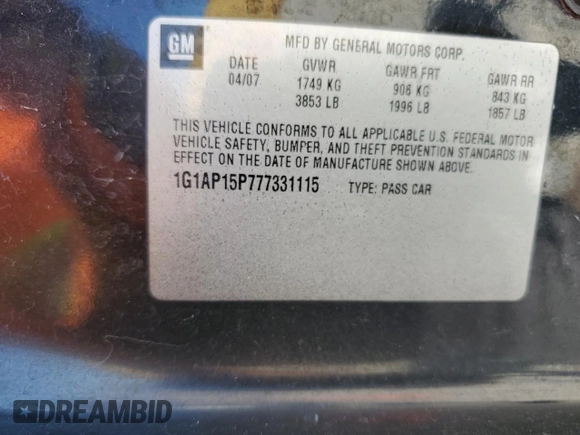 GM
MFD BY GENERAL MOTORS CORP.
DATE GVWR GAWR FRT GAWR RR
04/07 1749 KG 906 KG 843 KG
3853 LB 1996 LB 1857 LB
THIS VEHICLE CONFORMS TO ALL APPLICABLE U.S. FEDERAL MOTOR
VEHICLE SAFETY, BUMPER, AND THEFT PREVENTION STANDARDS IN
EFFECT ON THE DATE OF MANUFACTURE SHOWN ABOVE.
1G1AP15P777331115 TYPE: PASS CAR
DREAMBID